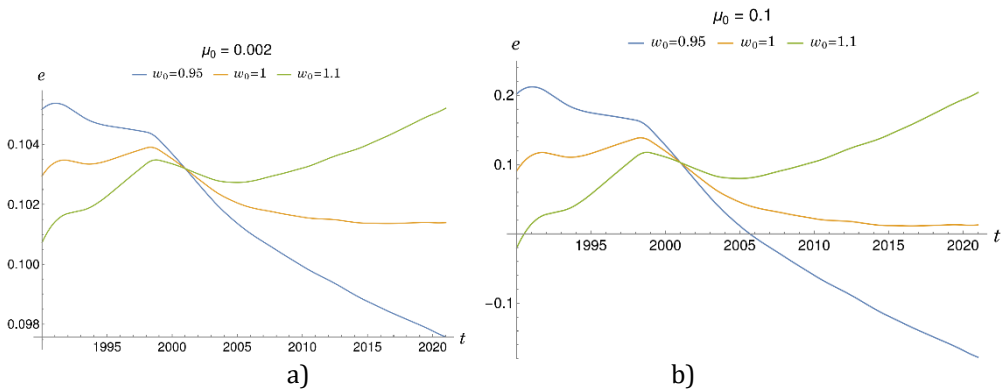 μ₀ = 0.002
w₀=0.95 w₀=1 w₀=1.1
e
0.104
0.102
0.100
0.098
1995 2000 2005 2010 2015 2020 t
a)
μ₀ = 0.1
w₀=0.95 w₀=1 w₀=1.1
e
0.2
0.1
1995 2000 2005 2010 2015 2020 t
-0.1
b)